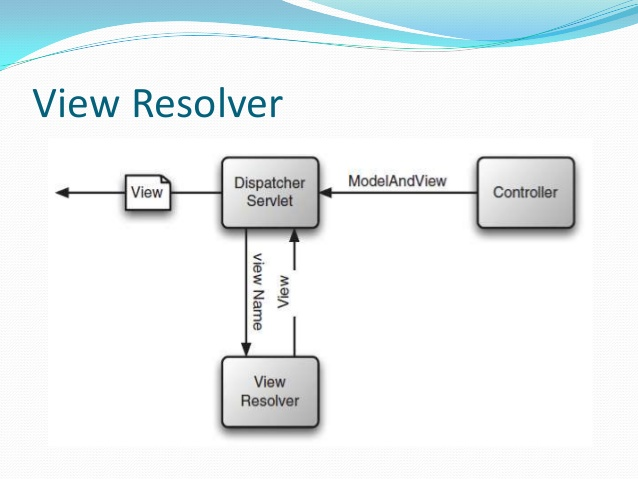 View Resolver
View
Dispatcher
Servlet
ModelAndView
Controller
view Name
View
View
Resolver